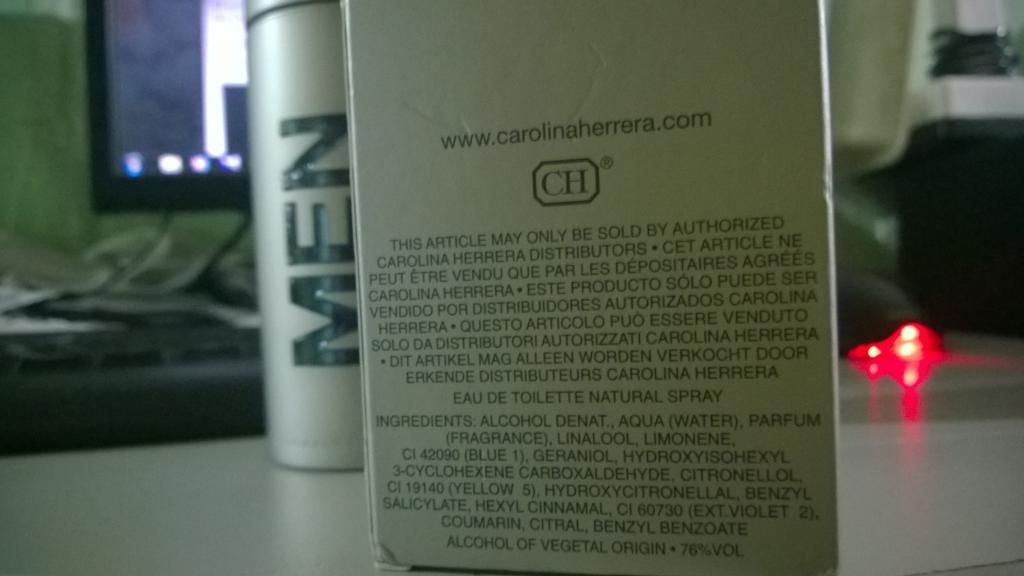 MEN
www.carolinaherrera.com
CH®
THIS ARTICLE MAY ONLY BE SOLD BY AUTHORIZED
CAROLINA HERRERA DISTRIBUTORS • CET ARTICLE NE
PEUT ÊTRE VENDU QUE PAR LES DÉPOSITAIRES AGRÉÉS
CAROLINA HERRERA • ESTE PRODUCTO SÓLO PUEDE SER
VENDIDO POR DISTRIBUIDORES AUTORIZADOS CAROLINA
HERRERA • QUESTO ARTICOLO PUÒ ESSERE VENDUTO
SOLO DA DISTRIBUTORI AUTORIZZATI CAROLINA HERRERA
• DIT ARTIKEL MAG ALLEEN WORDEN VERKOCHT DOOR
ERKENDE DISTRIBUTEURS CAROLINA HERRERA
EAU DE TOILETTE NATURAL SPRAY
INGREDIENTS: ALCOHOL DENAT., AQUA (WATER), PARFUM
(FRAGRANCE), LINALOOL, LIMONENE,
CI 42090 (BLUE 1), GERANIOL, HYDROXYISOHEXYL
3-CYCLOHEXENE CARBOXALDEHYDE, CITRONELLOL,
CI 19140 (YELLOW 5), HYDROXYCITRONELLAL, BENZYL
SALICYLATE, HEXYL CINNAMAL, CI 60730 (EXT.VIOLET 2),
COUMARIN, CITRAL, BENZYL BENZOATE
ALCOHOL OF VEGETAL ORIGIN • 76%VOL